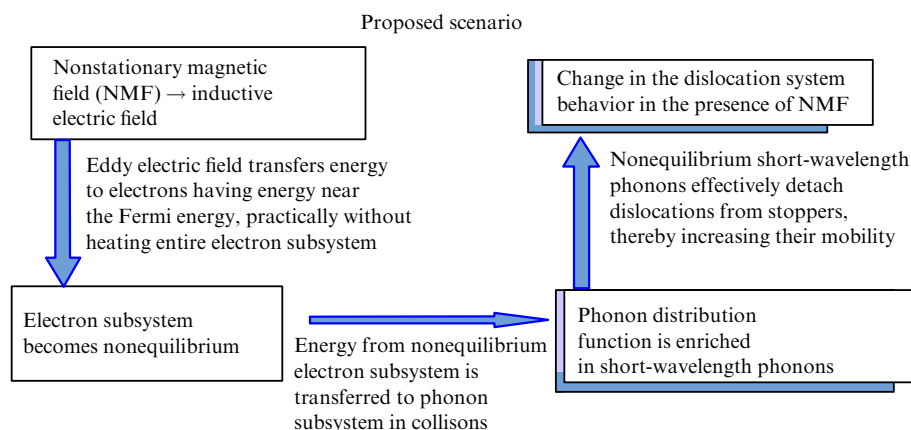 Proposed scenario
Nonstationary magnetic
field (NMF) → inductive
electric field
Eddy electric field transfers energy
to electrons having energy near
the Fermi energy, practically without
heating entire electron subsystem
Electron subsystem
becomes nonequilibrium
Energy from nonequilibrium
electron subsystem is
transferred to phonon
subsystem in collisons
Phonon distribution
function is enriched
in short-wavelength phonons
Nonequilibrium short-wavelength
phonons effectively detach
dislocations from stoppers,
thereby increasing their mobility
Change in the dislocation system
behavior in the presence of NMF